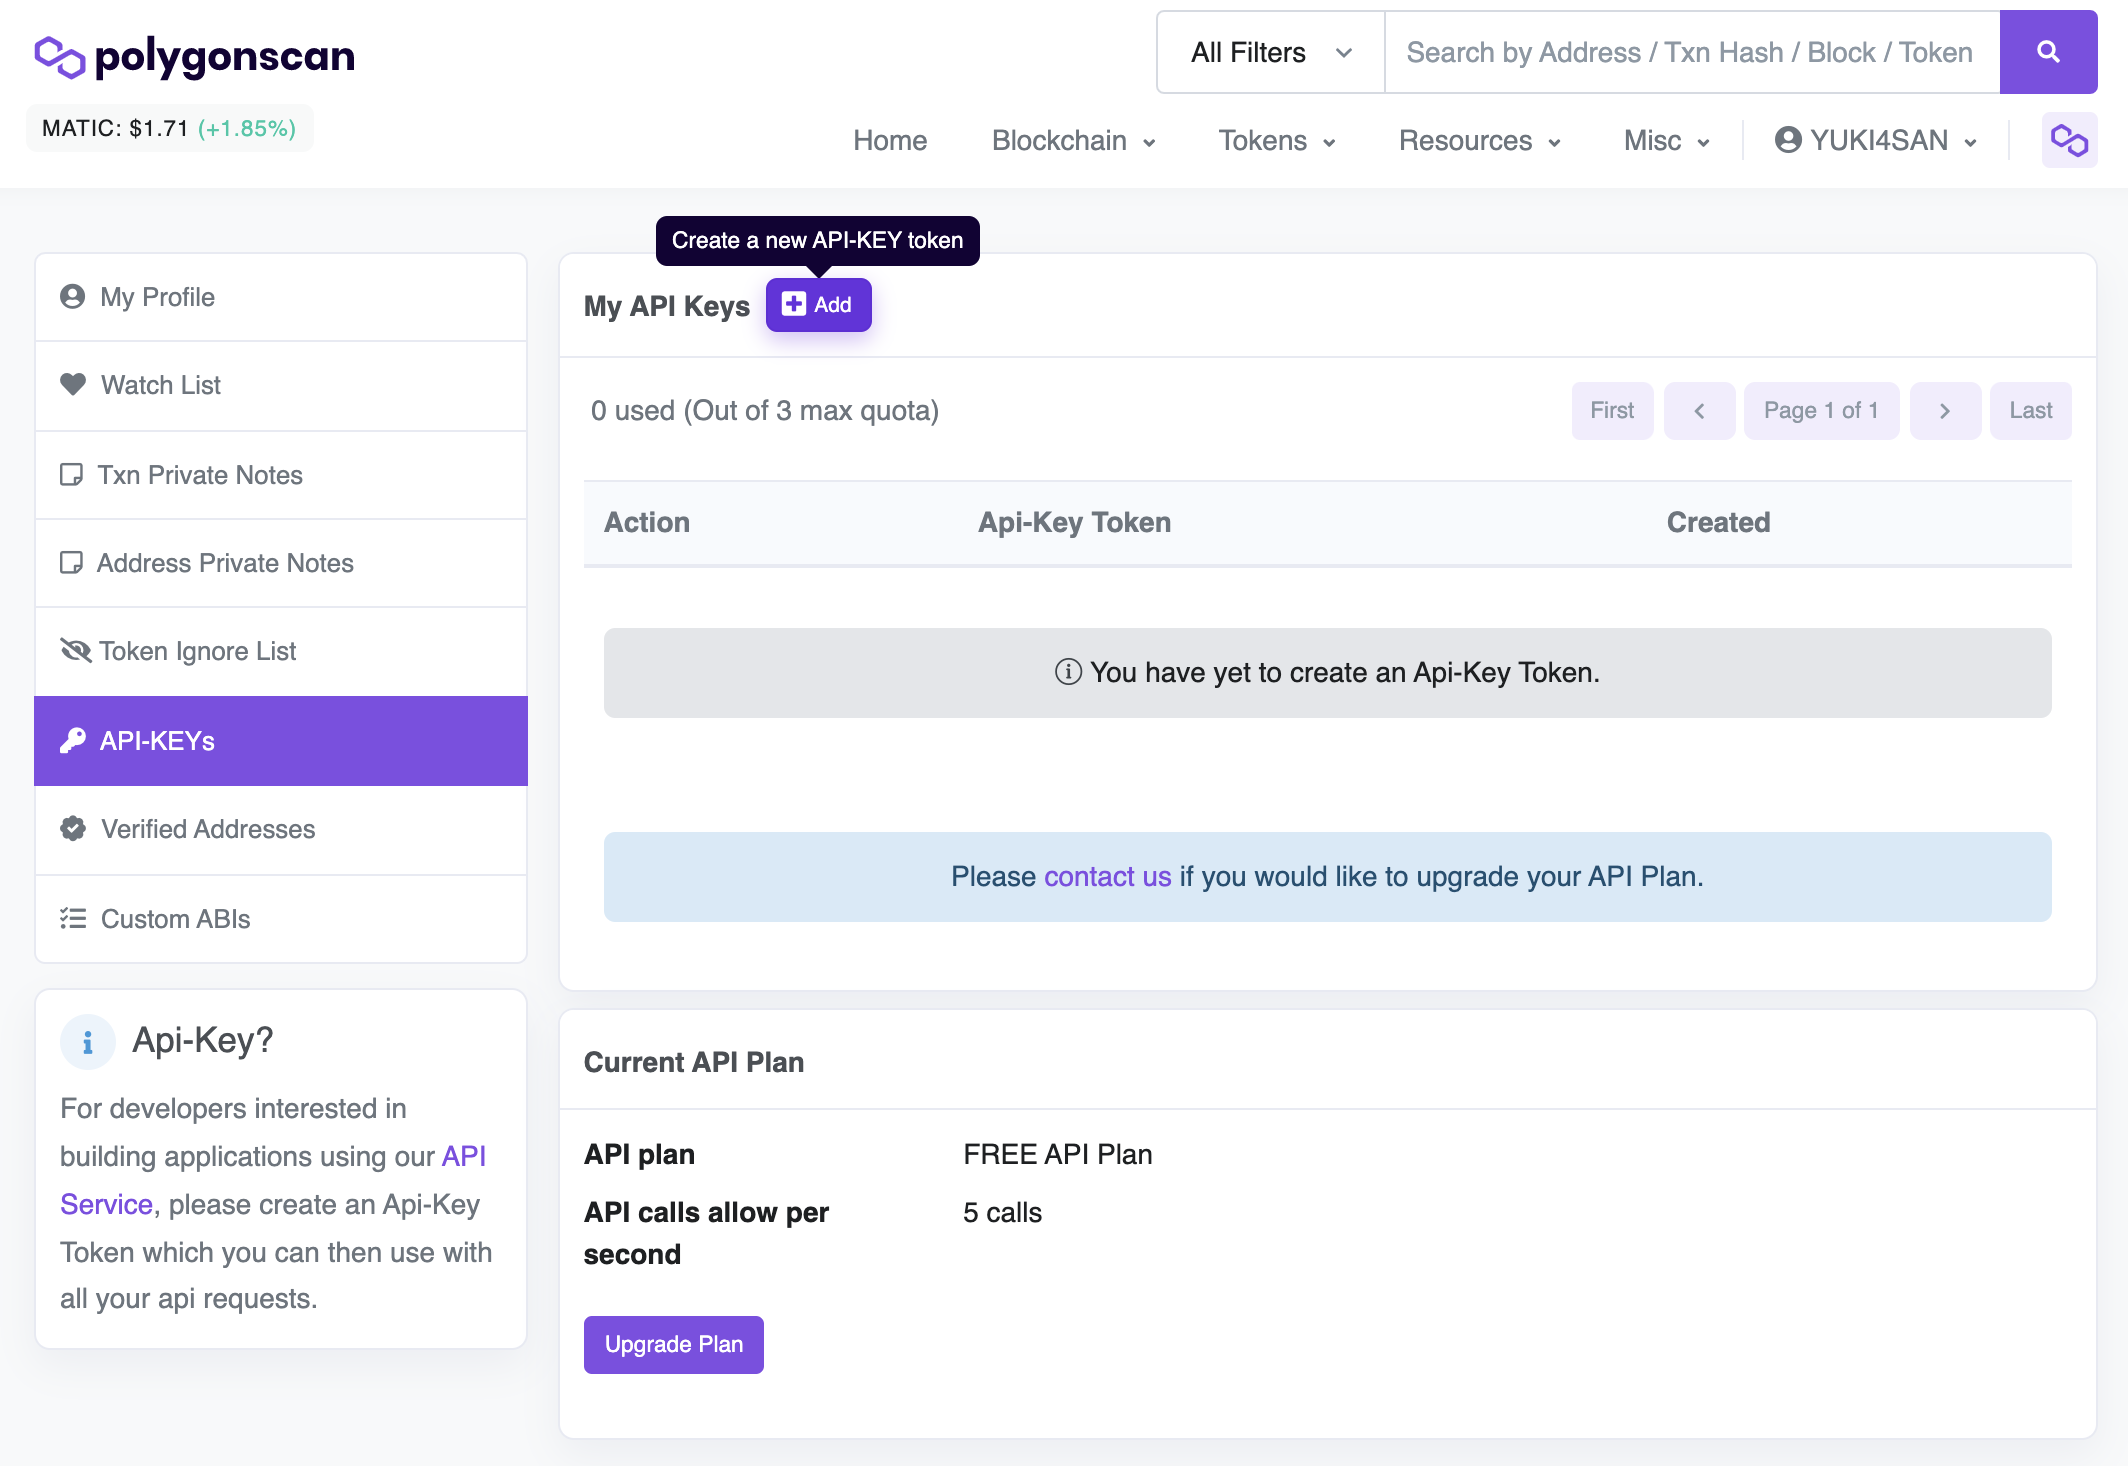 polygonscan
MATIC: $1.71 (+1.85%)
All Filters
Search by Address / Txn Hash / Block / Token
Home
Blockchain
Tokens
Resources
Misc
YUKI4SAN
My Profile
Watch List
Txn Private Notes
Address Private Notes
Token Ignore List
API-KEYs
Verified Addresses
Custom ABIs
Api-Key?
For developers interested in
building applications using our API
Service, please create an Api-Key
Token which you can then use with
all your api requests.
Create a new API-KEY token
My API Keys
Add
0 used (Out of 3 max quota)
First
Page 1 of 1
Last
Action
Api-Key Token
Created
You have yet to create an Api-Key Token.
Please contact us if you would like to upgrade your API Plan.
Current API Plan
API plan
FREE API Plan
API calls allow per
second
5 calls
Upgrade Plan